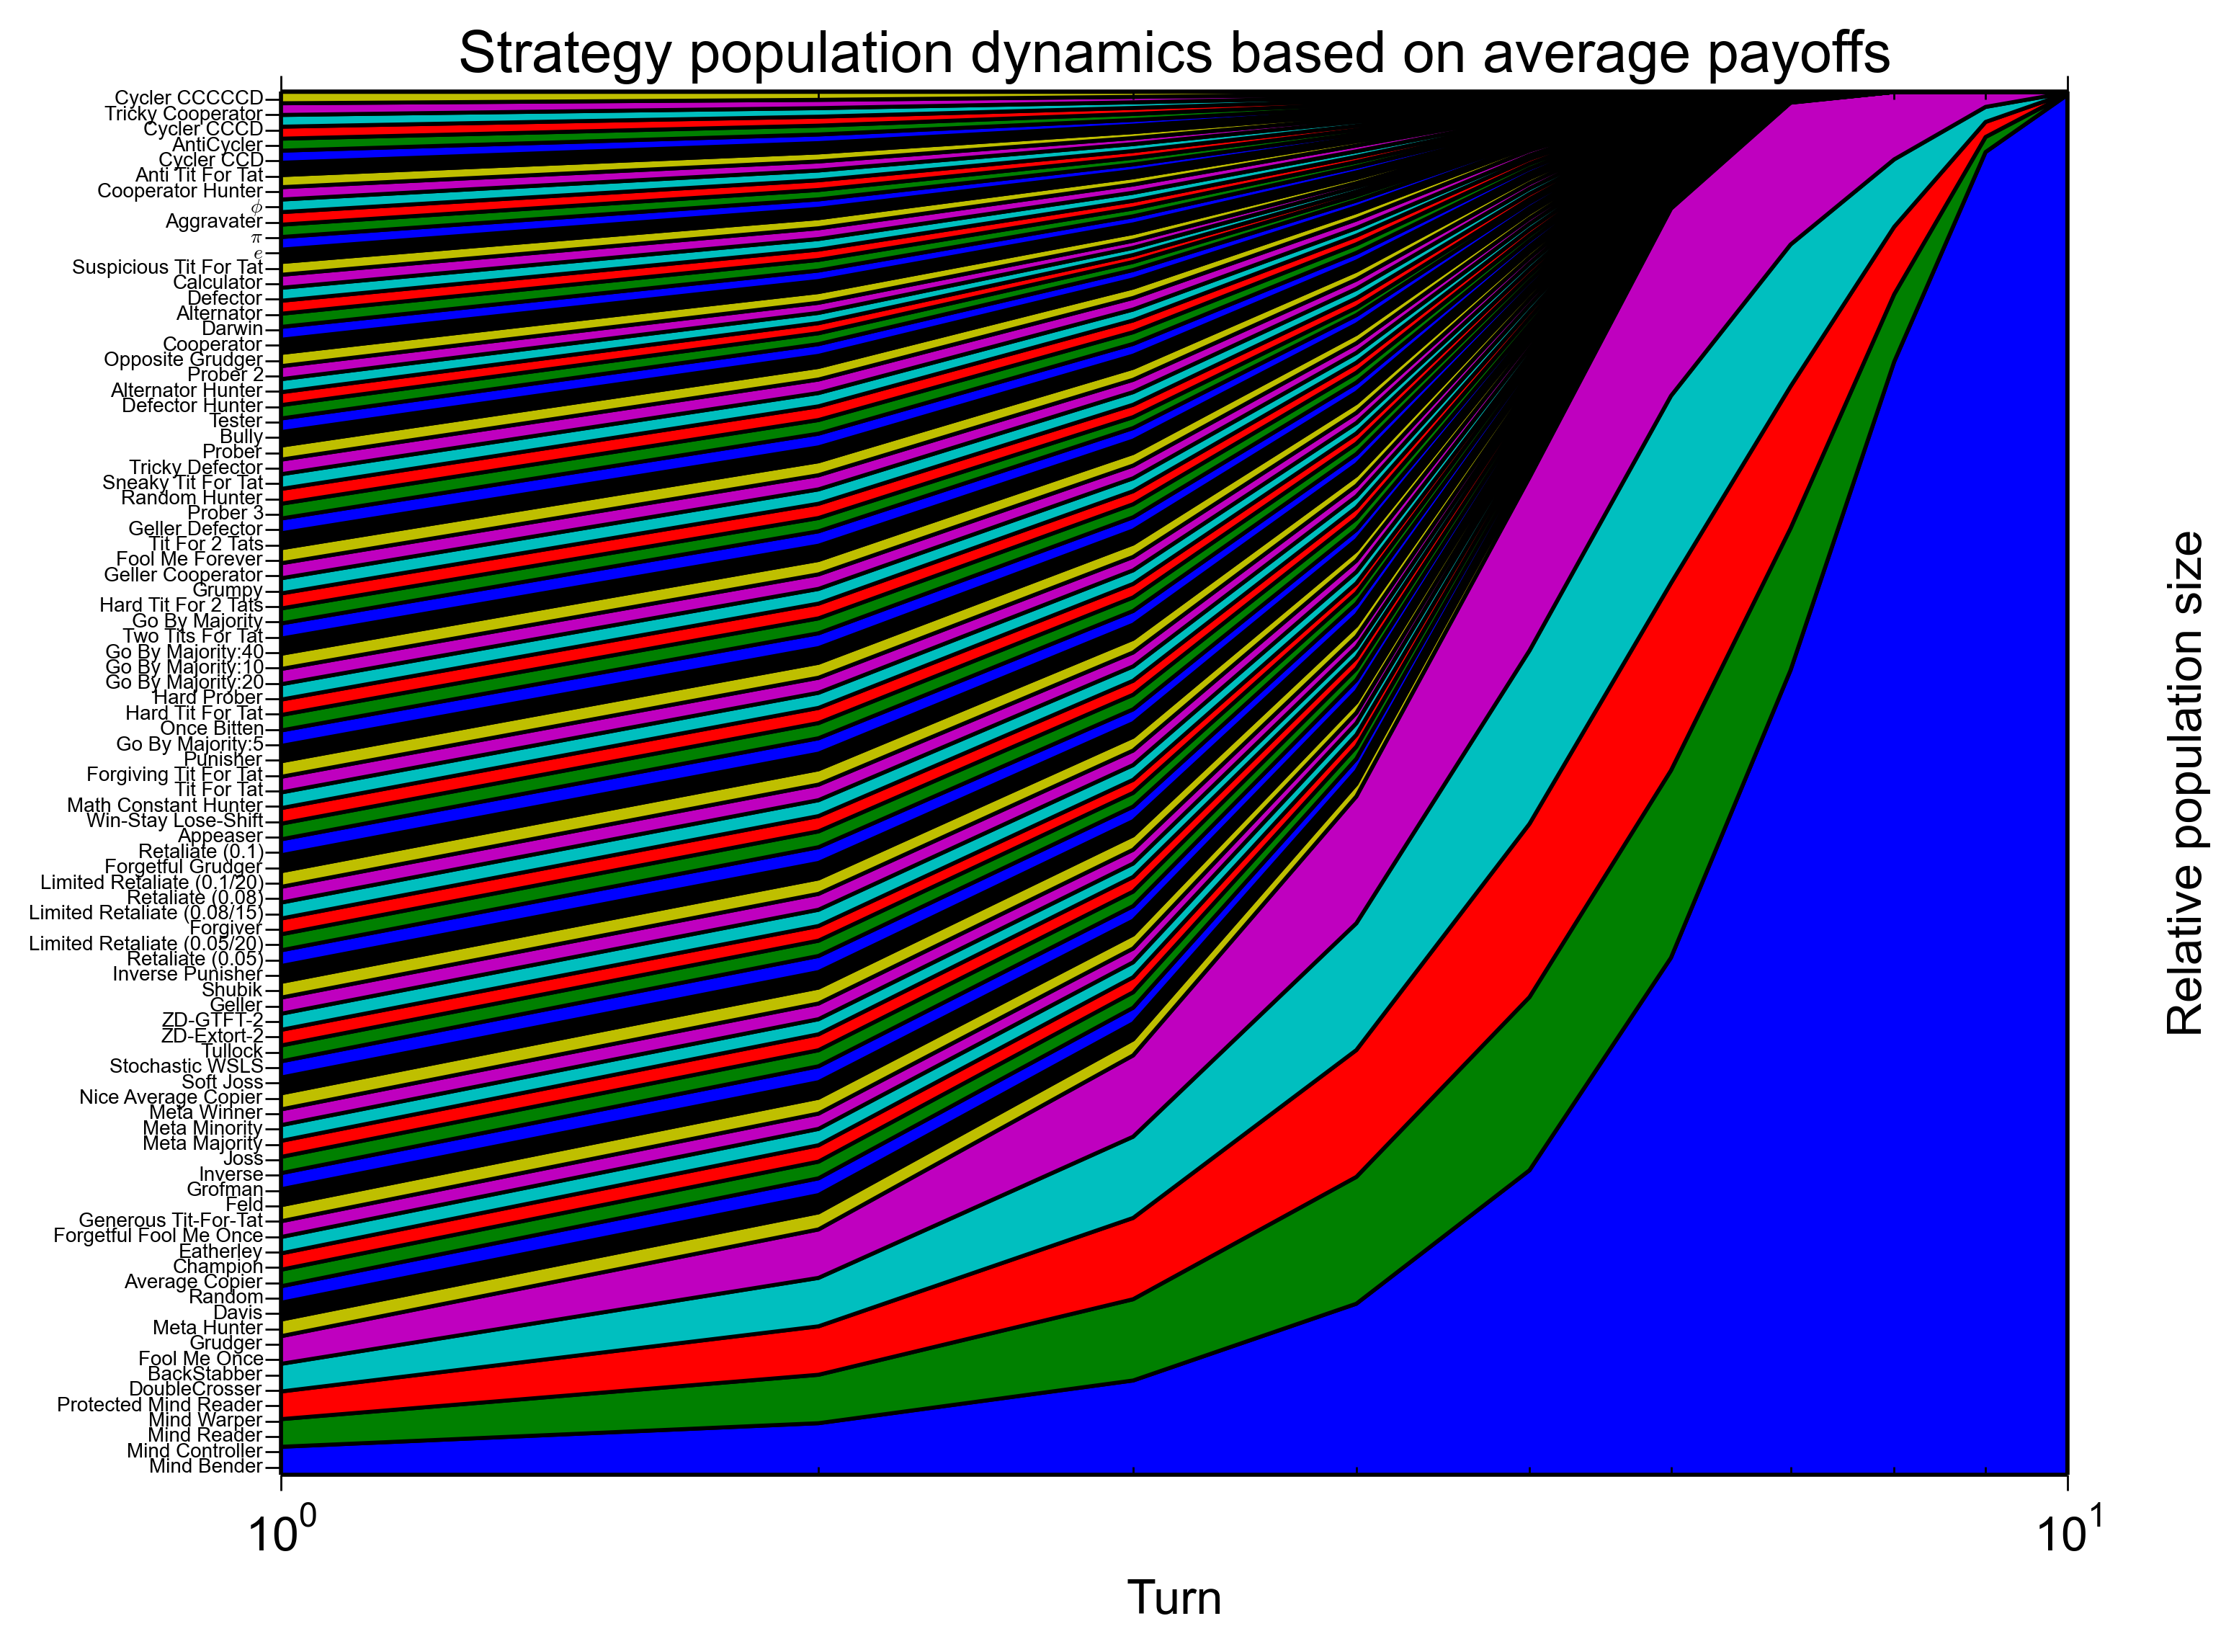 Strategy population dynamics based on average payoffs
Cycler CCCCCD
Tricky Cooperator
Cycler CCCD
AntiCycler
Cycler CCD
Anti Tit For Tat
Cooperator Hunter
ϕ
Aggravater
π
e
Suspicious Tit For Tat
Calculator
Defector
Alternator
Darwin
Cooperator
Opposite Grudger
Prober 2
Alternator Hunter
Defector Hunter
Tester
Bully
Prober
Tricky Defector
Sneaky Tit For Tat
Random Hunter
Prober 3
Geller Defector
Tit For 2 Tats
Fool Me Forever
Geller Cooperator
Grumpy
Hard Tit For 2 Tats
Go By Majority
Two Tits For Tat
Go By Majority:40
Go By Majority:10
Go By Majority:20
Hard Prober
Hard Tit For Tat
Once Bitten
Go By Majority:5
Punisher
Forgiving Tit For Tat
Tit For Tat
Math Constant Hunter
Win-Stay Lose-Shift
Appeaser
Retaliate (0.1)
Forgetful Grudger
Limited Retaliate (0.1/20)
Retaliate (0.08)
Limited Retaliate (0.08/15)
Forgiver
Limited Retaliate (0.05/20)
Retaliate (0.05)
Inverse Punisher
Shubik
Geller
ZD-GTFT-2
ZD-Extort-2
Tullock
Stochastic WSLS
Soft Joss
Nice Average Copier
Meta Winner
Meta Minority
Meta Majority
Joss
Inverse
Grofman
Feld
Generous Tit-For-Tat
Forgetful Fool Me Once
Eatherley
Champion
Average Copier
Random
Davis
Meta Hunter
Grudger
Fool Me Once
BackStabber
DoubleCrosser
Protected Mind Reader
Mind Warper
Mind Reader
Mind Controller
Mind Bender
Relative population size
10⁰
10¹
Turn